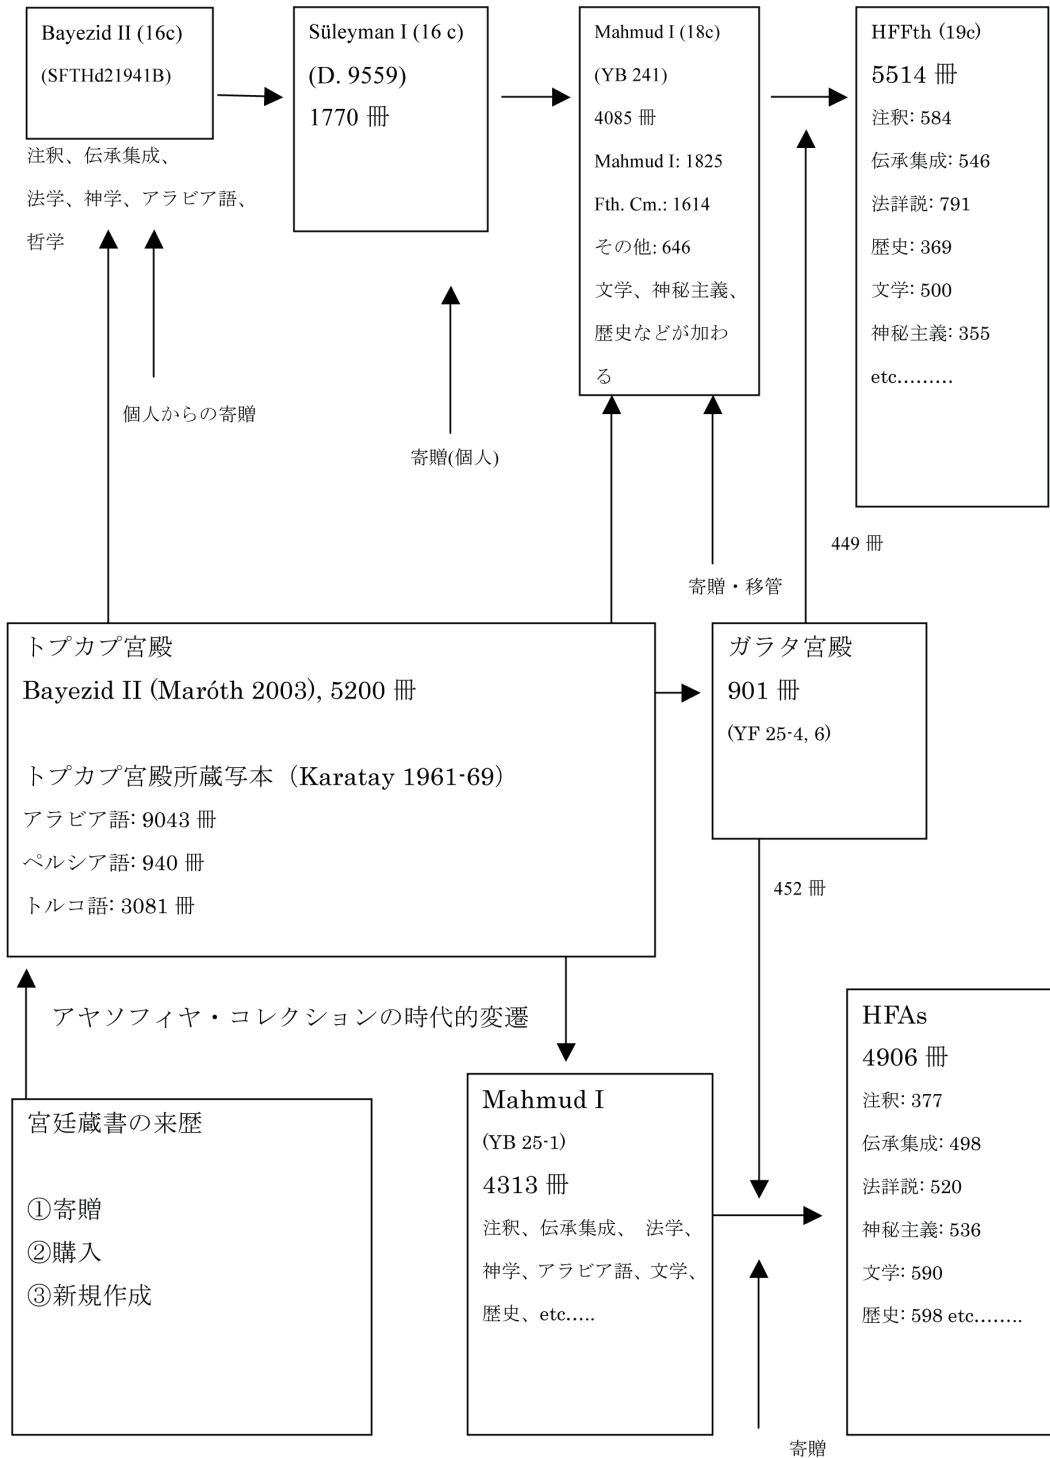 Bayezid II (16c)
(SFTHd21941B)
注釈、伝承集成、
法学、神学、アラビア語、
哲学
Süleyman I (16 c)
(D. 9559)
1770 冊
Mahmud I (18c)
(YB 241)
4085 冊
Mahmud I: 1825
Fth. Cm.: 1614
その他: 646
文学、神秘主義、
歴史などが加わ
る
HFFth (19c)
5514 冊
注釈: 584
伝承集成: 546
法詳説: 791
歴史: 369
文学: 500
神秘主義: 355
etc.........
個人からの寄贈
寄贈(個人)
寄贈・移管
449 冊
トプカプ宮殿
Bayezid II (Maróth 2003), 5200 冊
トプカプ宮殿所蔵写本（Karatay 1961-69）
アラビア語: 9043 冊
ペルシア語: 940 冊
トルコ語: 3081 冊
ガラタ宮殿
901 冊
(YF 25-4, 6)
452 冊
アヤソフィヤ・コレクションの時代的変遷
宮廷蔵書の来歴
①寄贈
②購入
③新規作成
Mahmud I
(YB 25-1)
4313 冊
注釈、伝承集成、 法学、
神学、アラビア語、文学、
歴史、etc.....
HFAs
4906 冊
注釈: 377
伝承集成: 498
法詳説: 520
神秘主義: 536
文学: 590
歴史: 598 etc........
寄贈